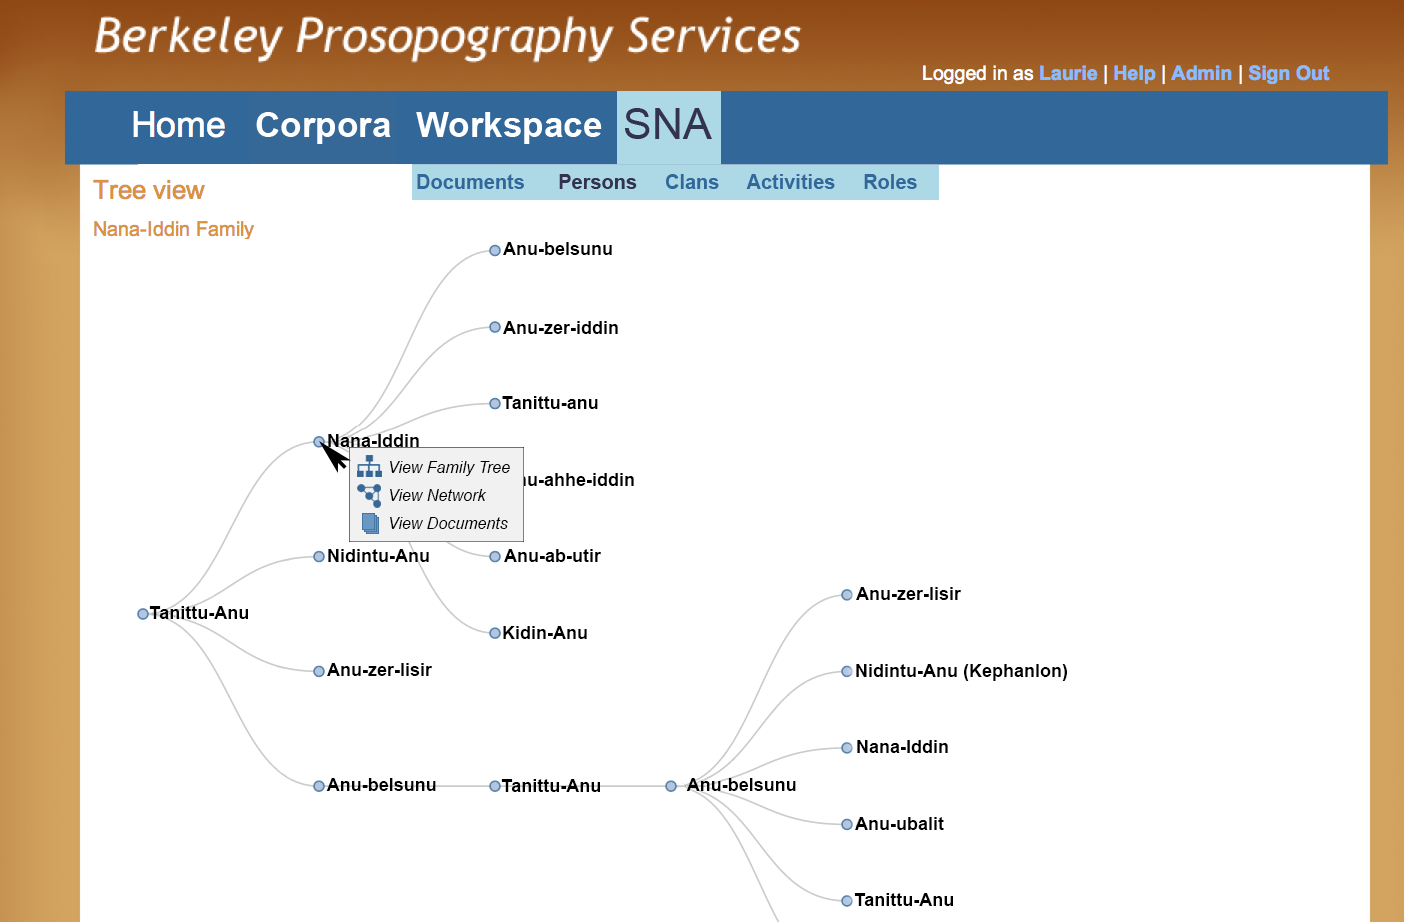 Berkeley Prosopography Services
Logged in as Laurie | Help | Admin | Sign Out
Home Corpora Workspace SNA
Documents Persons Clans Activities Roles
Tree view
Nana-Iddin Family
Anu-belsunu
Anu-zer-iddin
Tanittu-anu
Nana-Iddin
View Family Tree
nu-ahhe-iddin
View Network
View Documents
Nidintu-Anu
Anu-ab-utir
Anu-zer-lisir
Tanittu-Anu
Kidin-Anu
Anu-zer-lisir
Nidintu-Anu (Kephanlon)
Nana-Iddin
Anu-belsunu
Tanittu-Anu
Anu-belsunu
Anu-ubalit
Tanittu-Anu